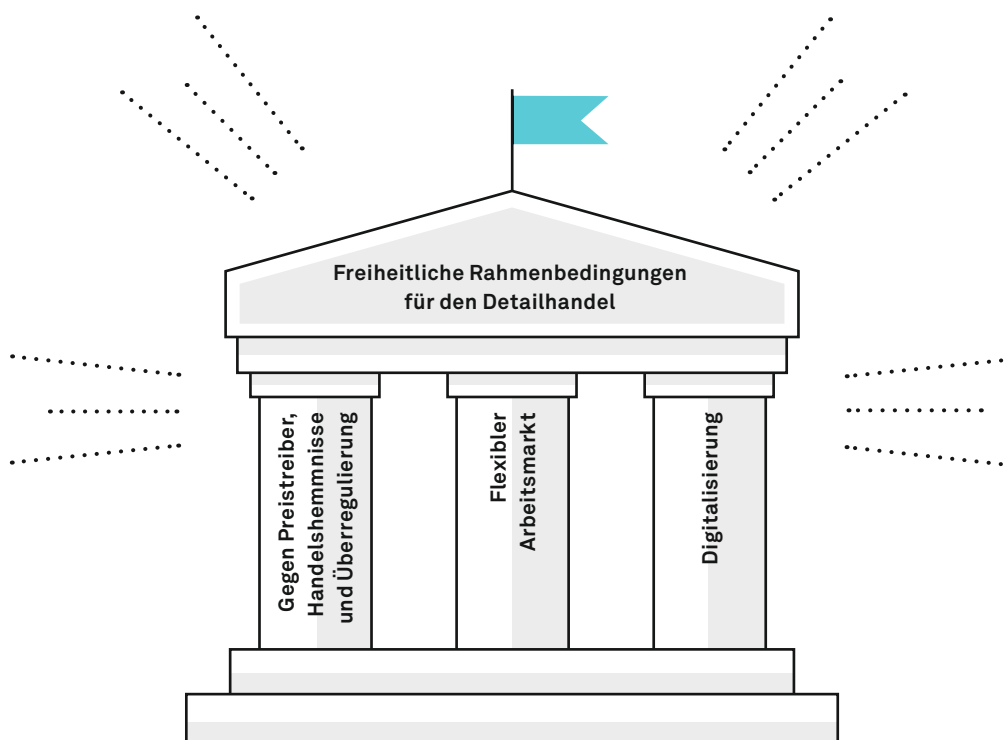 Freiheitliche Rahmenbedingungen
für den Detailhandel
Gegen Preistreiber,
Handelshemmnisse
und Überregulierung
Flexibler
Arbeitsmarkt
Digitalisierung